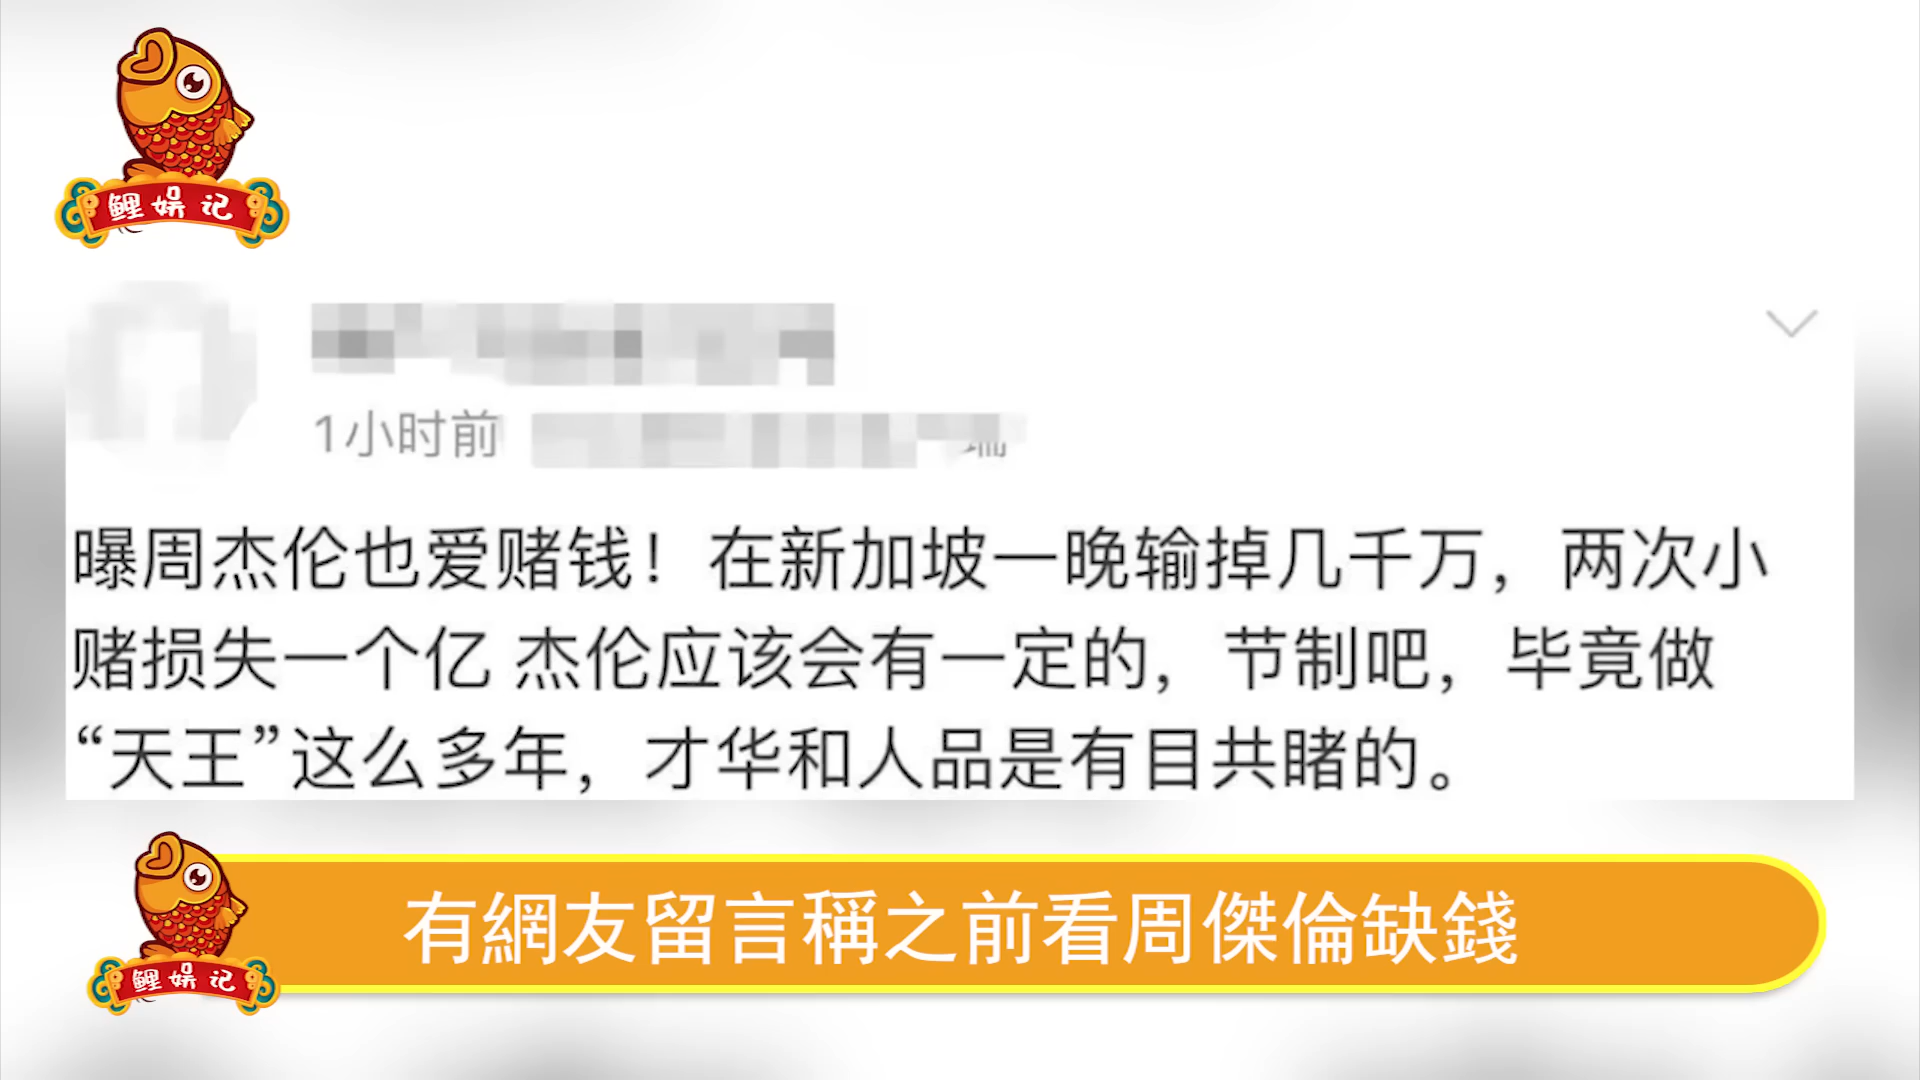 鲤娱记
1小时前
曝周杰伦也爱赌钱！在新加坡一晚输掉几千万，两次小
赌损失一个亿 杰伦应该会有一定的，节制吧，毕竟做
“天王”这么多年，才华和人品是有目共睹的。
有網友留言稱之前看周傑倫缺錢
鲤娱记